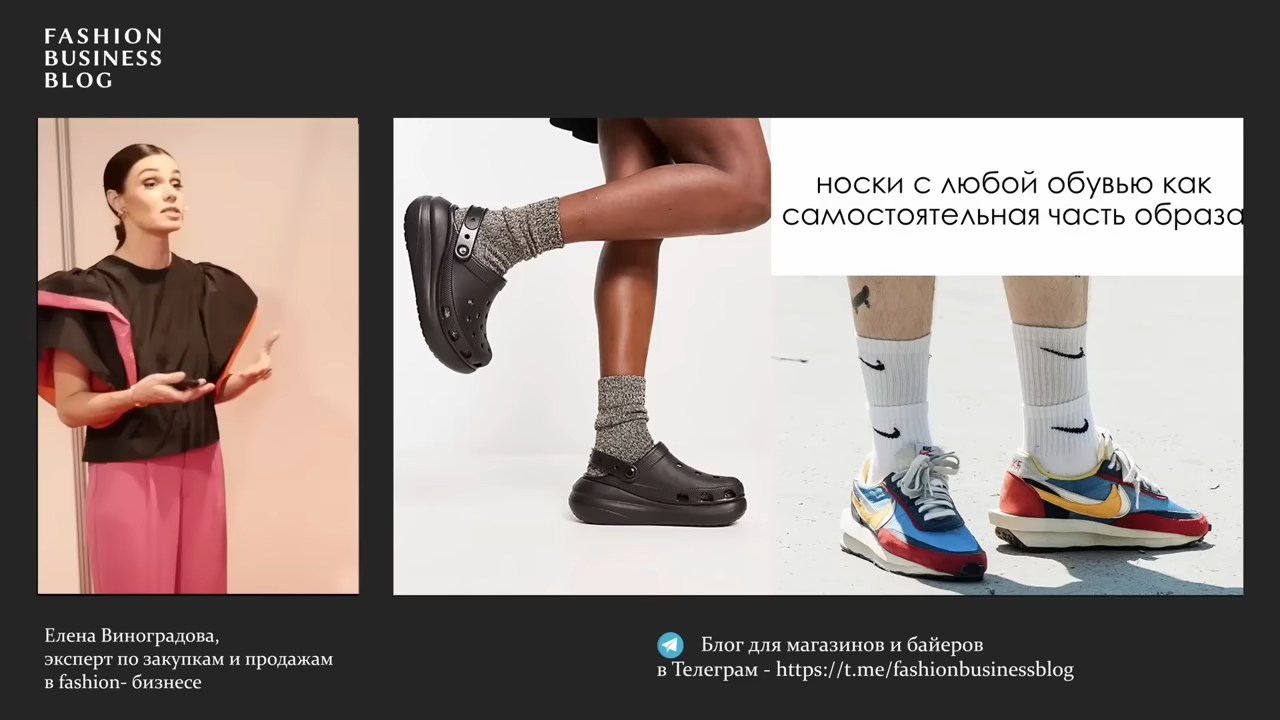 FASHION
BUSINESS
BLOG
носки с любой обувью как
самостоятельная часть образа
Елена Виноградова,
эксперт по закупкам и продажам
в fashion- бизнесе
Блог для магазинов и байеров
в Телеграм - https://t.me/fashionbusinessblog